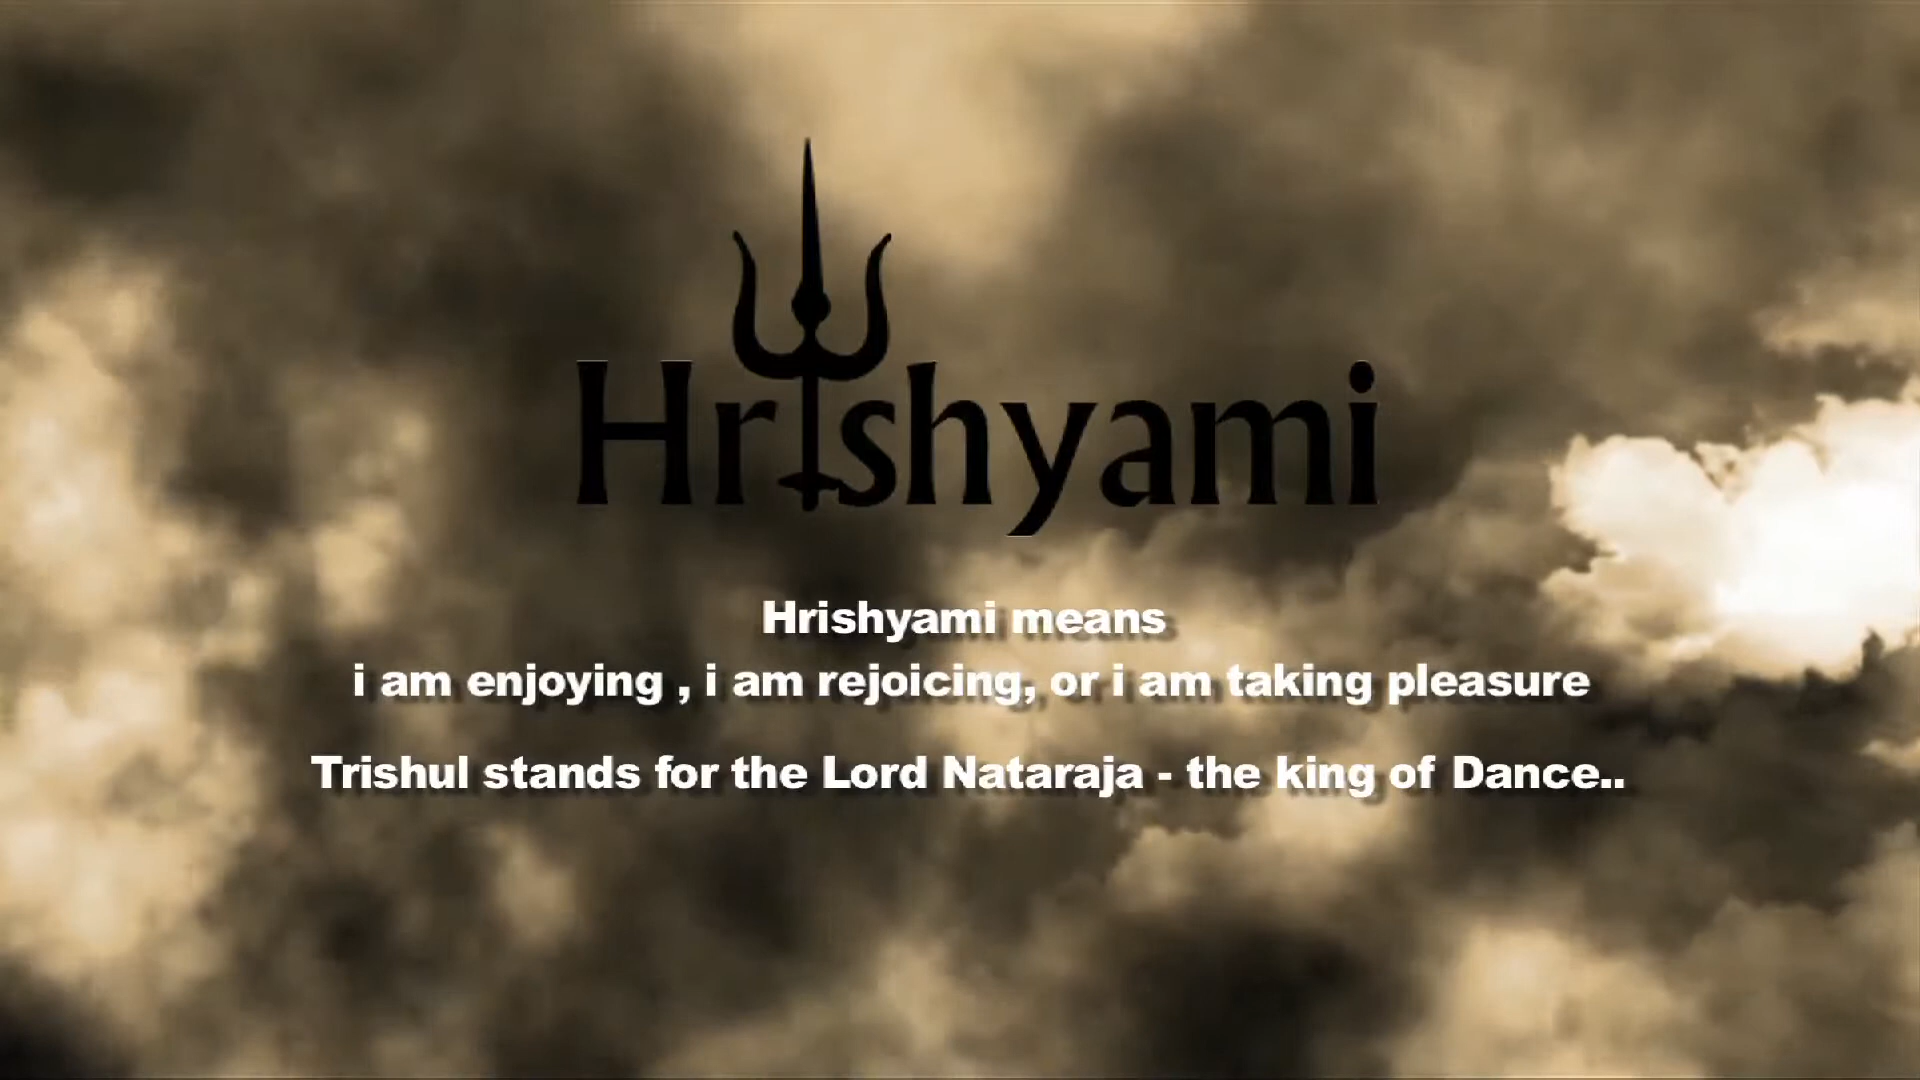 Hrishyami
Hrishyami means
i am enjoying , i am rejoicing, or i am taking pleasure
Trishul stands for the Lord Nataraja - the king of Dance..